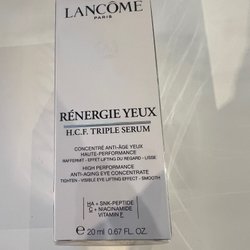 LANCÔME
PARIS
RÉNERGIE YEUX
H.C.F. TRIPLE SERUM
CONCENTRÉ ANTI-ÂGE YEUX
HAUTE-PERFORMANCE
RAFFERMIT - EFFET LIFTING DU REGARD - LISSE
HIGH PERFORMANCE
ANTI-AGING EYE CONCENTRATE
TIGHTEN - VISIBLE EYE LIFTING EFFECT - SMOOTH
HA + SNK-PEPTIDE
C + NIACINAMIDE
VITAMIN E
℮ 20 ml 0.67 FL. OZ.